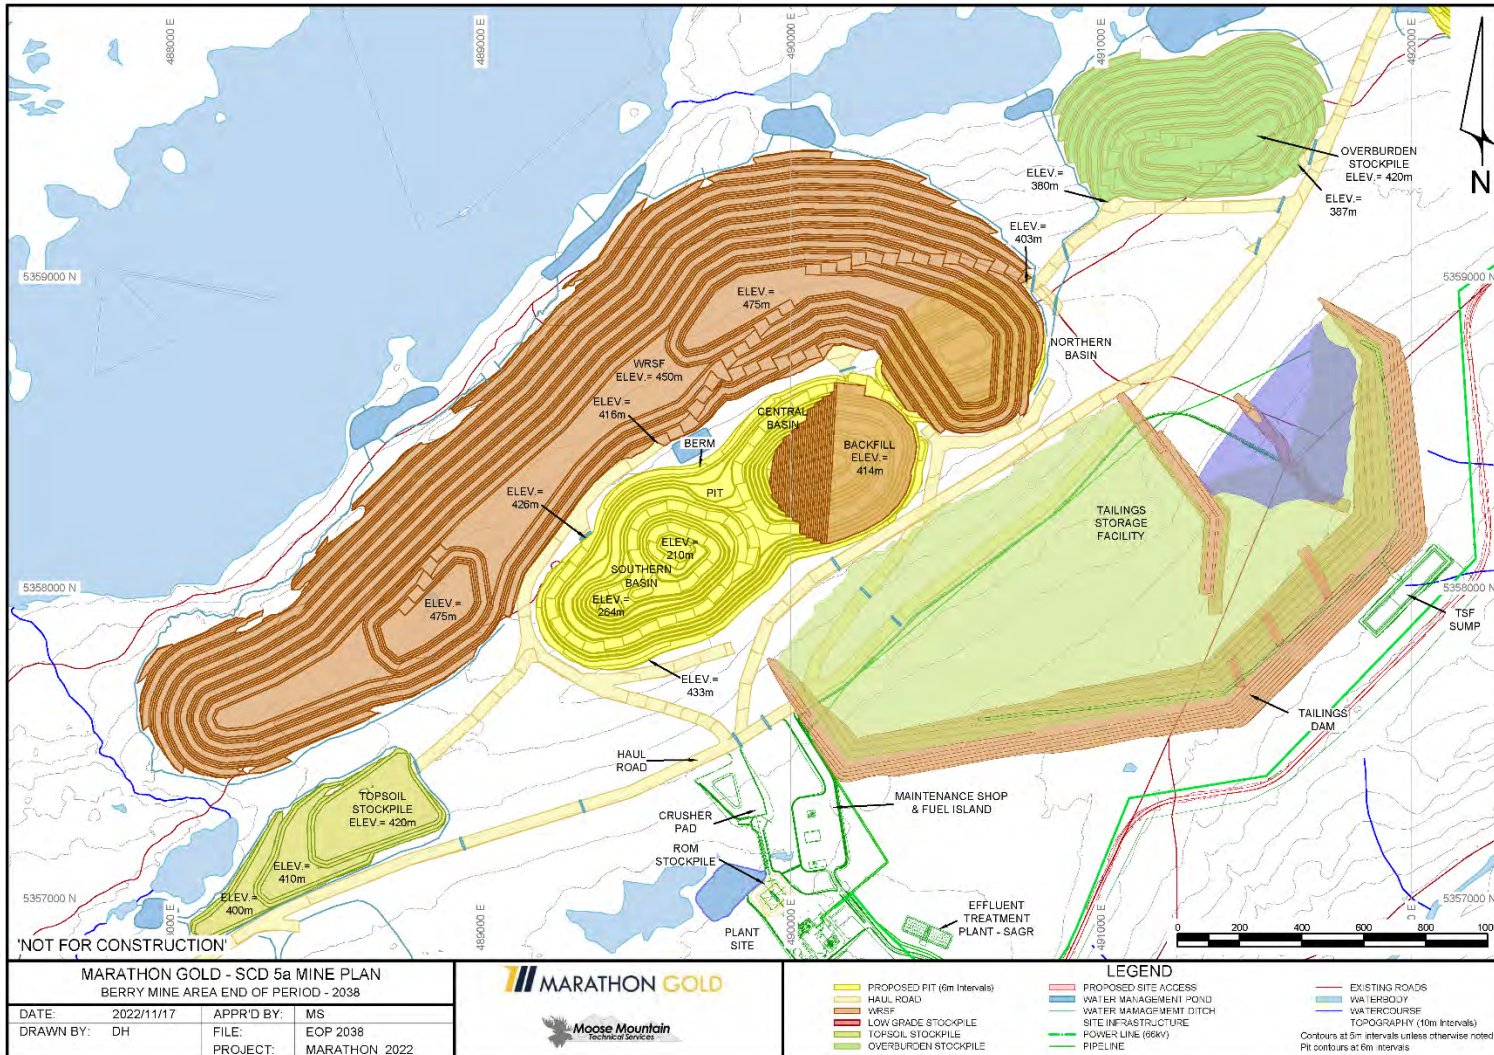 488000 E
489000 E
490000 E
491000 E
492000 E
OVERBURDEN
STOCKPILE
ELEV.= 420m
N
ELEV.=
380m
ELEV.=
387m
ELEV.=
403m
5359000 N
5359000 N
ELEV.=
475m
NORTHERN
BASIN
WRSF
ELEV.= 450m
ELEV.=
416m
CENTRAL
BASIN
BERM
BACKFILL
ELEV.=
414m
PIT
ELEV.=
426m
TAILINGS
STORAGE
FACILITY
ELEV.=
210m
SOUTHERN
BASIN
ELEV.=
264m
5358000 N
5358000 N
ELEV.=
475m
TSF
SUMP
ELEV.=
433m
TAILINGS
DAM
HAUL
ROAD
TOPSOIL
STOCKPILE
ELEV.= 420m
MAINTENANCE SHOP
& FUEL ISLAND
CRUSHER
PAD
ROM
STOCKPILE
ELEV.=
410m
ELEV.=
400m
5357000 N
5357000 N
EFFLUENT
TREATMENT
PLANT - SAGR
PLANT
SITE
489000 E
490000 E
491000 E
0 200 400 600 800 100
'NOT FOR CONSTRUCTION'
MARATHON GOLD - SCD 5a MINE PLAN
BERRY MINE AREA END OF PERIOD - 2038
DATE: 2022/11/17 APPR'D BY: MS
DRAWN BY: DH FILE: EOP 2038
PROJECT: MARATHON 2022
MARATHON GOLD
Moose Mountain
Technical Services
LEGEND
PROPOSED PIT (6m Intervals)
HAUL ROAD
WRSF
LOW GRADE STOCKPILE
TOPSOIL STOCKPILE
OVERBURDEN STOCKPILE
PROPOSED SITE ACCESS
WATER MANAGEMENT POND
WATER MAMAGEMENT DITCH
SITE INFRASTRUCTURE
POWER LINE (66kV)
PIPELINE
EXISTING ROADS
WATERBODY
WATERCOURSE
TOPOGRAPHY (10m Intervals)
Contours at 5m intervals unless otherwise noted
Pit contours at 6m intervals